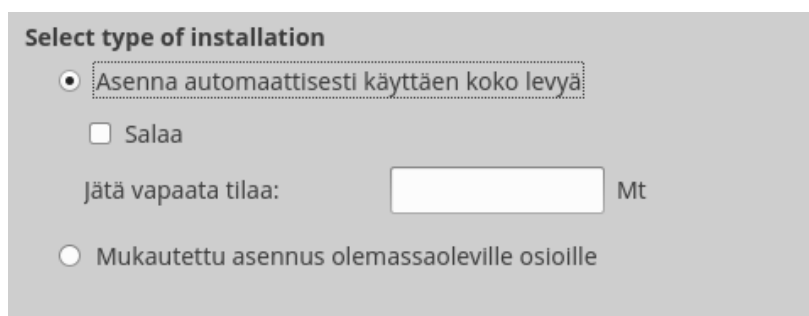 Select type of installation
Asenna automaattisesti käyttäen koko levyä
Salaa
Jätä vapaata tilaa: Mt
Mukautettu asennus olemassaoleville osioille